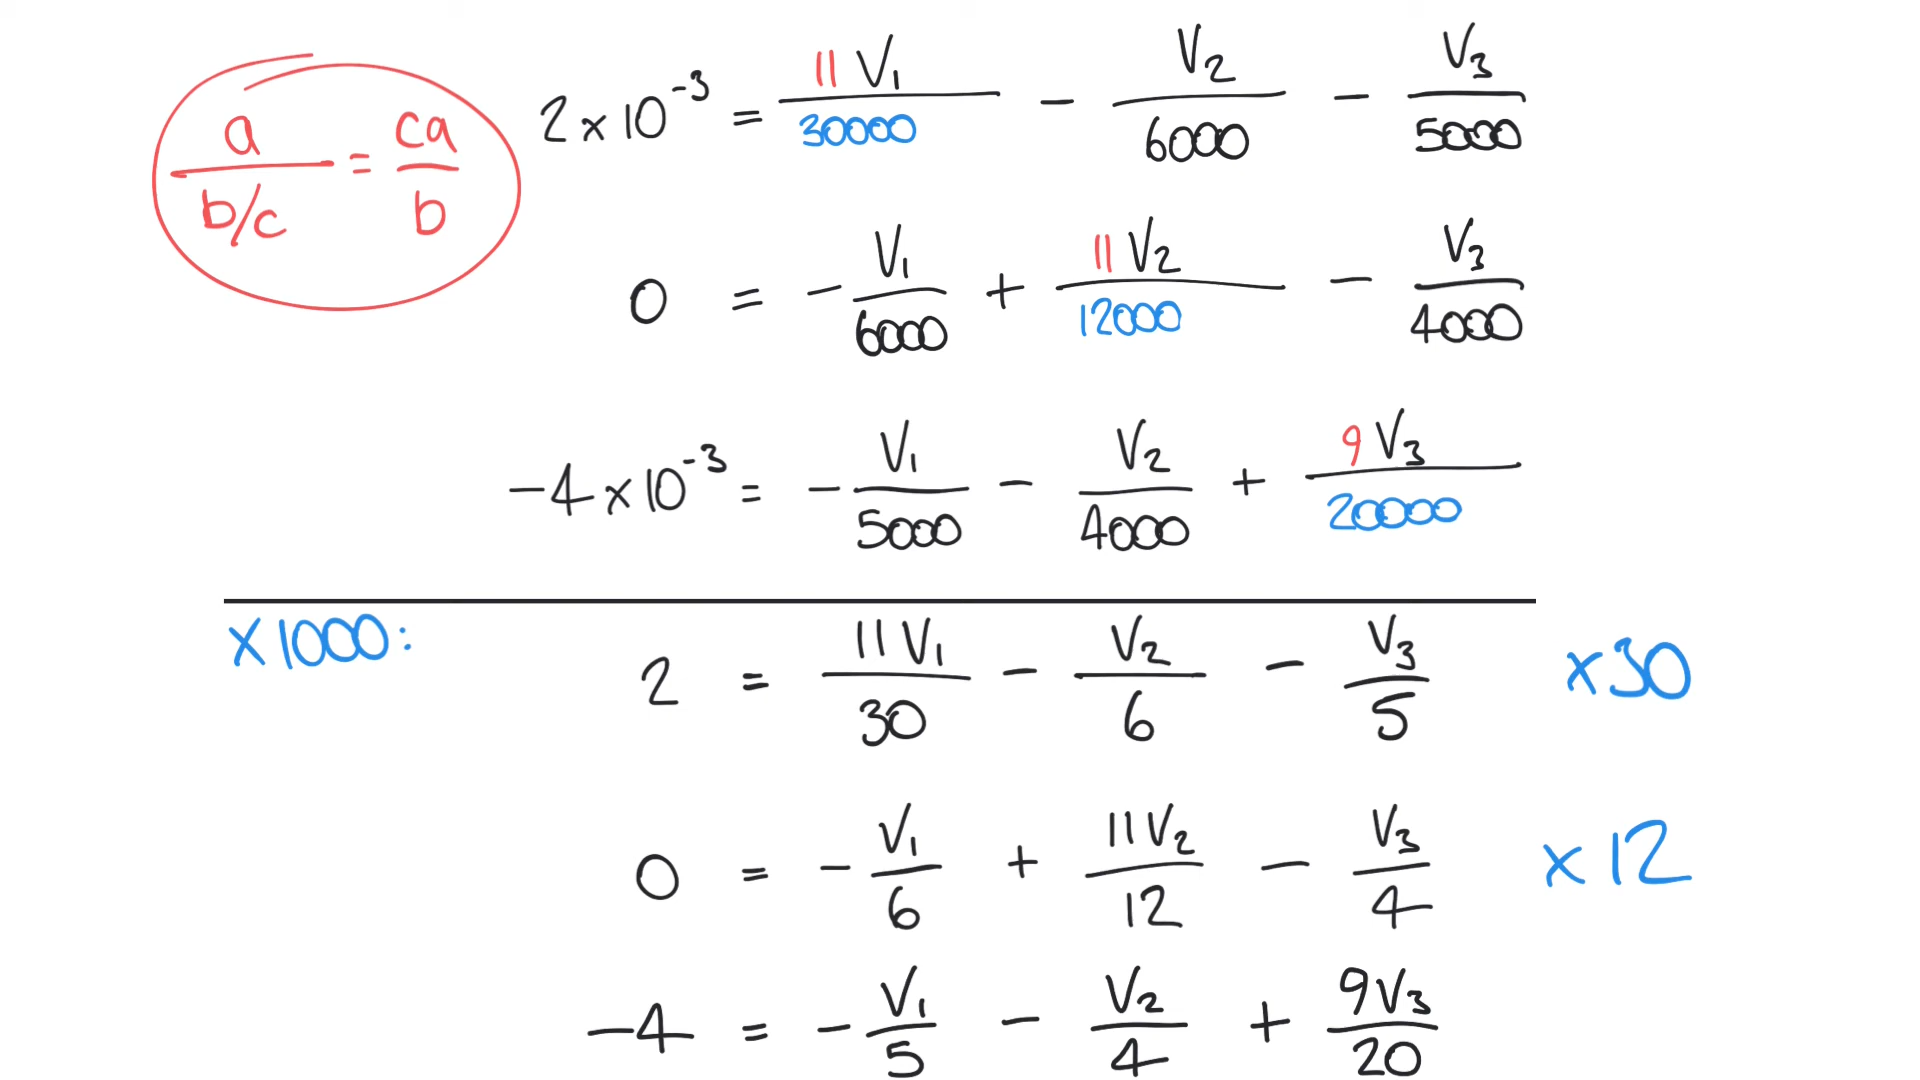 a/(b/c) = ca/b
2 x 10⁻³ = 11V₁/30000 − V₂/6000 − V₃/5000
0 = − V₁/6000 + 11V₂/12000 − V₃/4000
−4 x 10⁻³ = − V₁/5000 − V₂/4000 + 9V₃/20000
x1000:
2 = 11V₁/30 − V₂/6 − V₃/5 x30
0 = − V₁/6 + 11V₂/12 − V₃/4 x12
−4 = − V₁/5 − V₂/4 + 9V₃/20